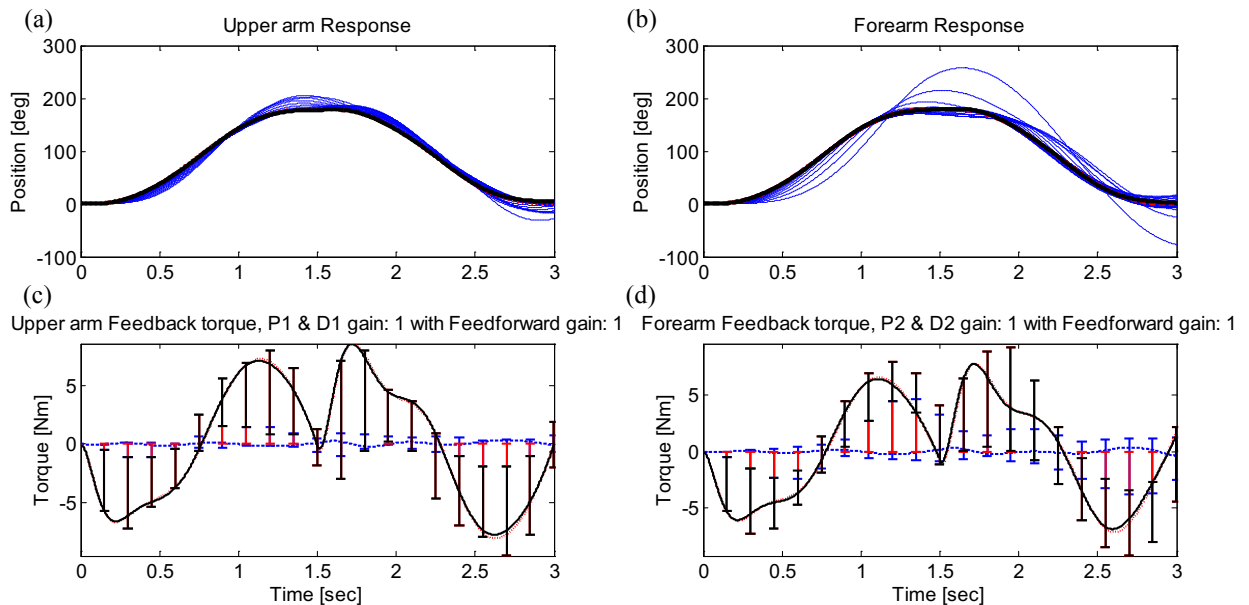 (a)
Upper arm Response
300
200
100
0
-100
Position [deg]
0 0.5 1 1.5 2 2.5 3
(b)
Forearm Response
300
200
100
0
-100
Position [deg]
0 0.5 1 1.5 2 2.5 3
(c)
Upper arm Feedback torque, P1 & D1 gain: 1 with Feedforward gain: 1
5
0
-5
Torque [Nm]
0 0.5 1 1.5 2 2.5 3
Time [sec]
(d)
Forearm Feedback torque, P2 & D2 gain: 1 with Feedforward gain: 1
5
0
-5
Torque [Nm]
0 0.5 1 1.5 2 2.5 3
Time [sec]